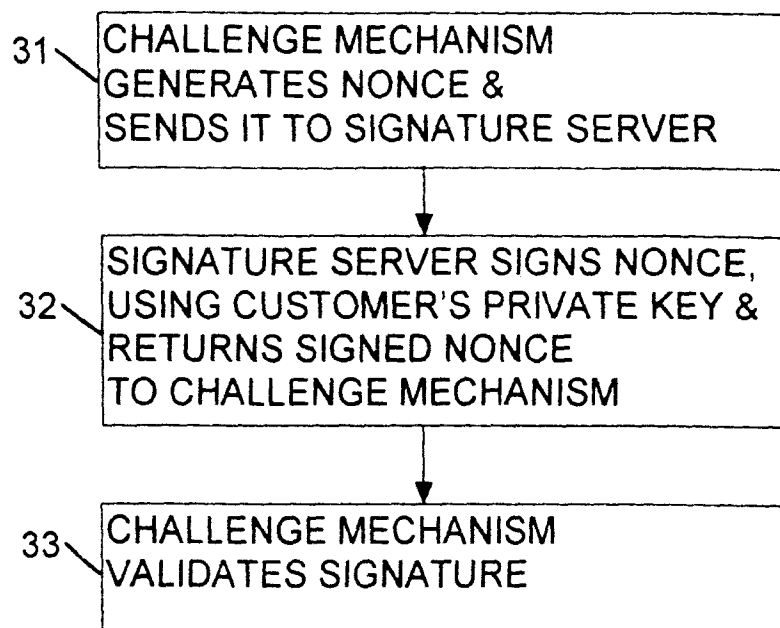 31
CHALLENGE MECHANISM
GENERATES NONCE &
SENDS IT TO SIGNATURE SERVER
32
SIGNATURE SERVER SIGNS NONCE,
USING CUSTOMER'S PRIVATE KEY &
RETURNS SIGNED NONCE
TO CHALLENGE MECHANISM
33
CHALLENGE MECHANISM
VALIDATES SIGNATURE